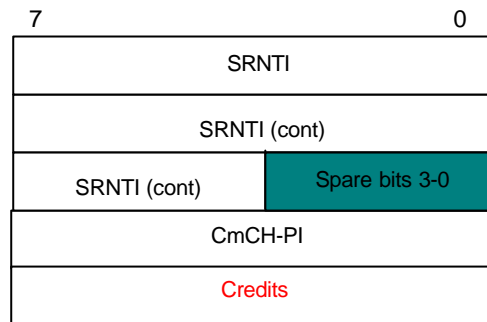 7 0
SRNTI
SRNTI (cont)
SRNTI (cont) Spare bits 3-0
CmCH-PI
Credits